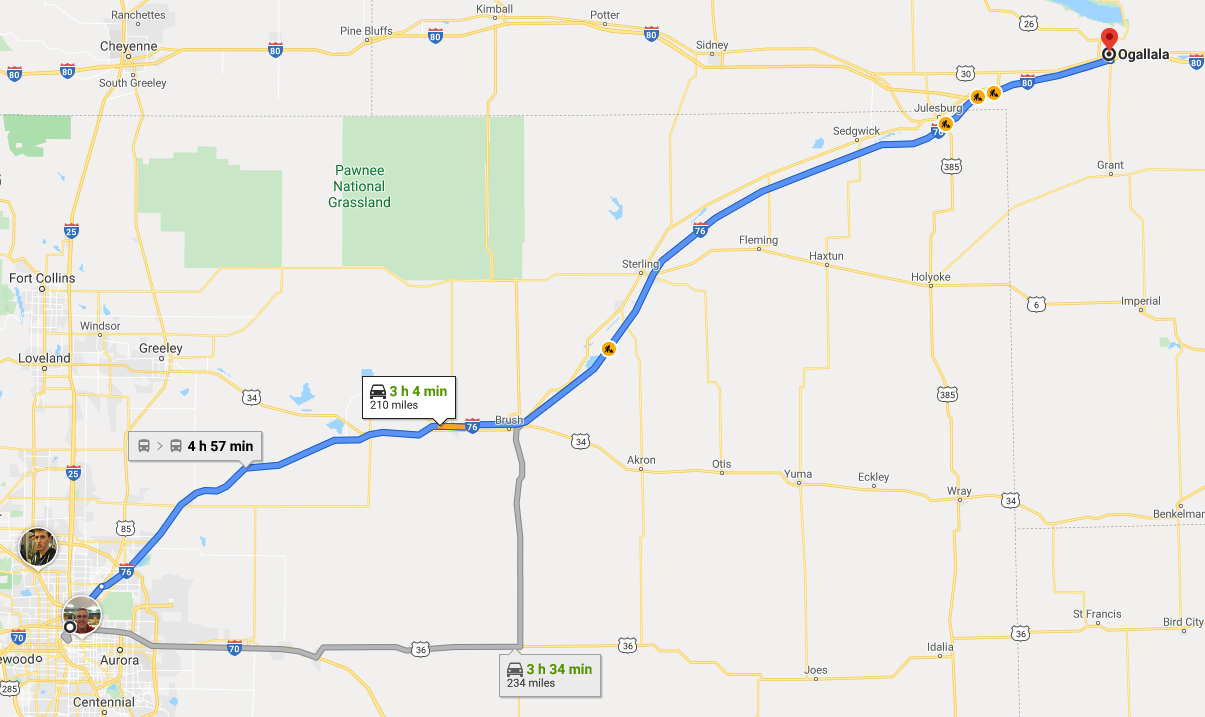 Ranchettes
Kimball
Potter
26
Pine Bluffs
80
80
Cheyenne
80
Sidney
Ogallala
80
80
80
South Greeley
30
80
Julesburg
Sedgwick
76
385
Grant
Pawnee
National
Grassland
25
76
Fleming
Haxtun
Sterling
Holyoke
Fort Collins
6
Imperial
Windsor
Greeley
Loveland
34
3 h 4 min
210 miles
385
Brush
76
4 h 57 min
34
Akron
Otis
Yuma
Eckley
Wray
34
25
Benkelman
85
76
St Francis
Bird City
70
36
ewood
Aurora
70
36
36
Idalia
3 h 34 min
234 miles
Joes
285
Centennial